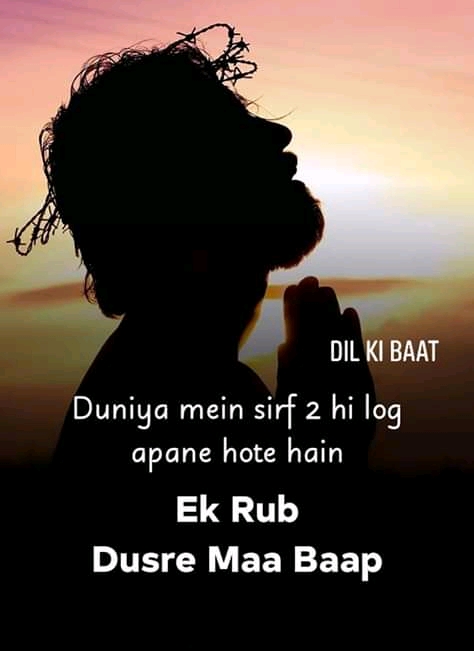 DIL KI BAAT
Duniya mein sirf 2 hi log
apane hote hain
Ek Rub
Dusre Maa Baap